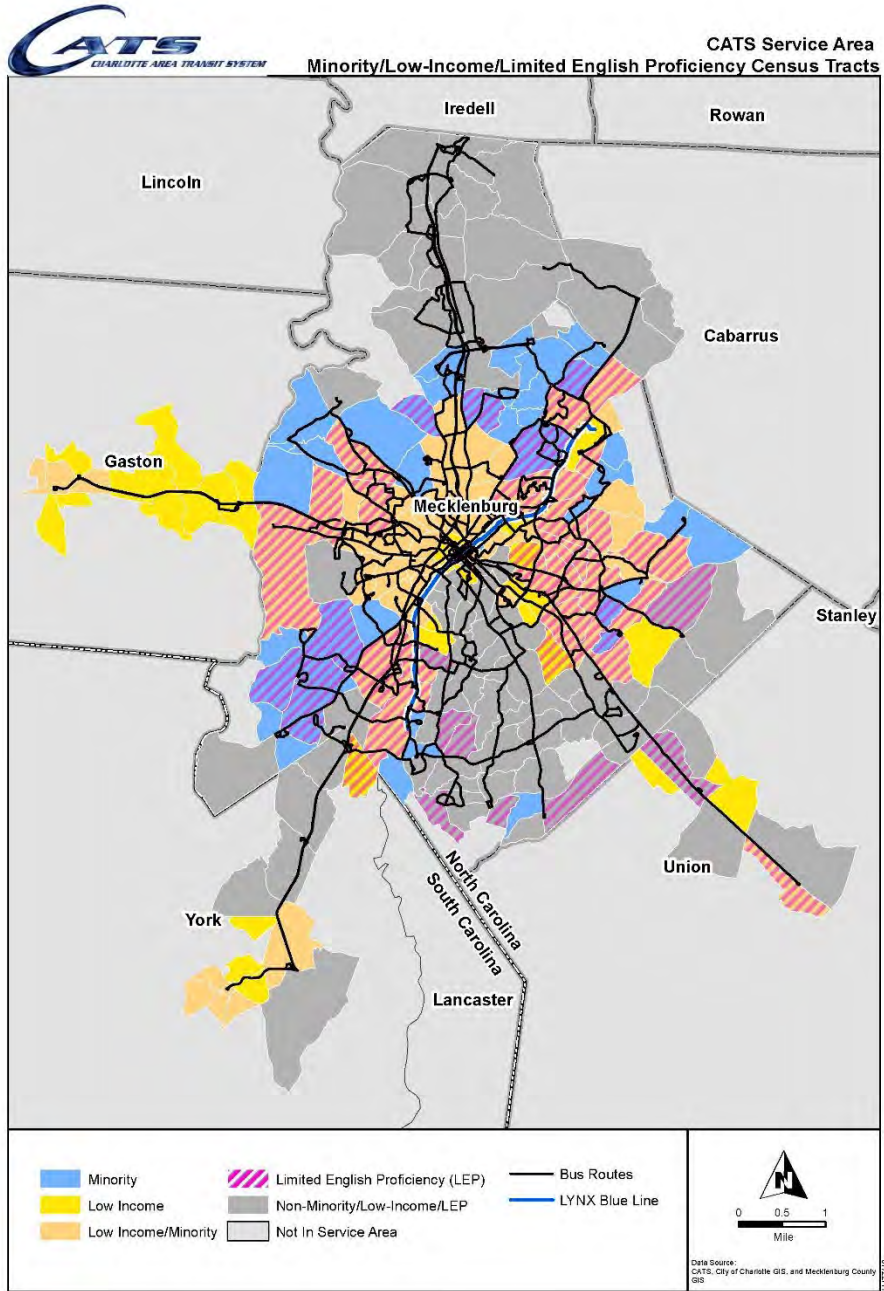 CATS
CHARLOTTE AREA TRANSIT SYSTEM
CATS Service Area
Minority/Low-Income/Limited English Proficiency Census Tracts
Iredell
Rowan
Lincoln
Cabarrus
Gaston
Mecklenburg
Stanley
Union
North Carolina
South Carolina
York
Lancaster
Minority
Low Income
Low Income/Minority
Limited English Proficiency (LEP)
Non-Minority/Low-Income/LEP
Not In Service Area
Bus Routes
LYNX Blue Line
N
0 0.5 1
Mile
Data Source:
CATS, City of Charlotte GIS, and Mecklenburg County
GIS